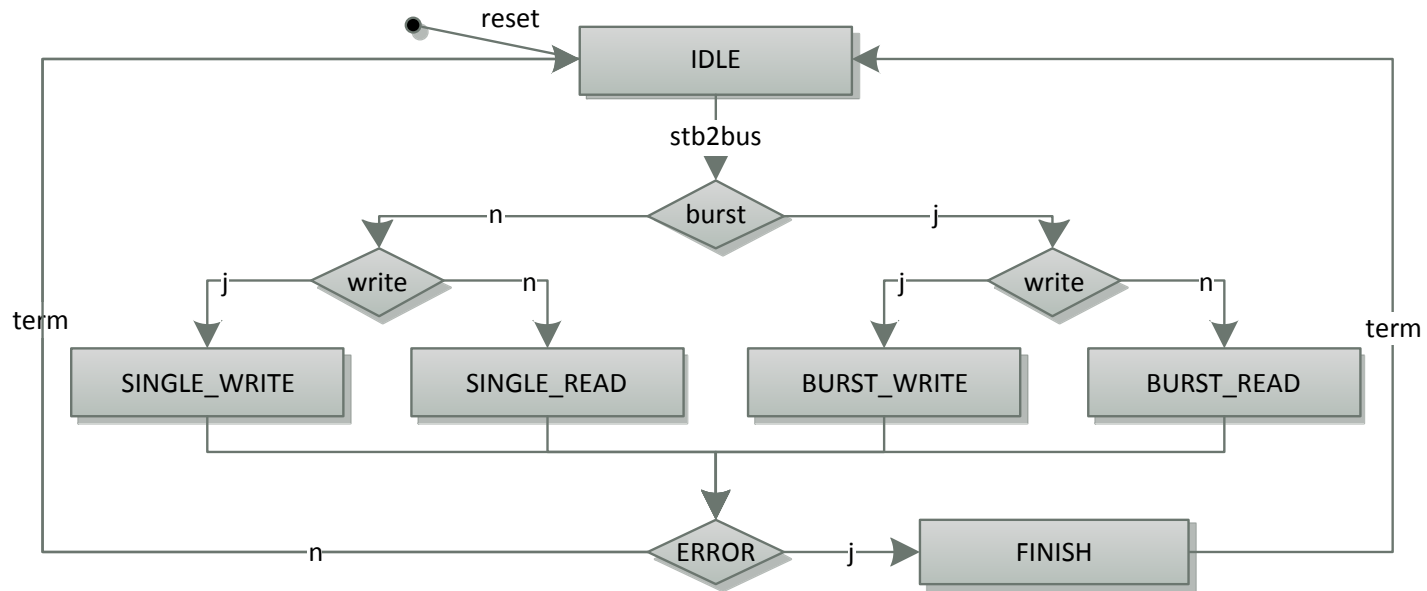 reset
IDLE
stb2bus
burst
n
j
write
j
n
write
j
n
term
term
SINGLE_WRITE
SINGLE_READ
BURST_WRITE
BURST_READ
n
ERROR
j
FINISH